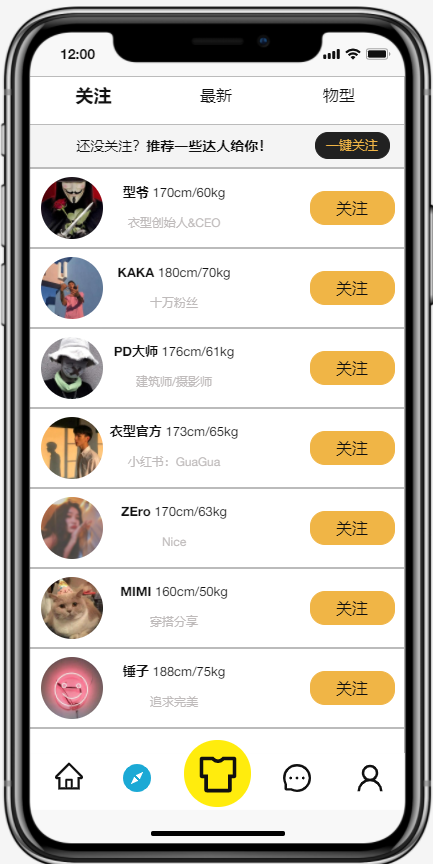 12:00
关注 最新 物型
还没关注？推荐一些达人给你！ 一键关注
型爷 170cm/60kg
衣型创始人&CEO
关注
KAKA 180cm/70kg
十万粉丝
关注
PD大师 176cm/61kg
建筑师/摄影师
关注
衣型官方 173cm/65kg
小红书：GuaGua
关注
ZEro 170cm/63kg
Nice
关注
MIMI 160cm/50kg
穿搭分享
关注
锤子 188cm/75kg
追求完美
关注